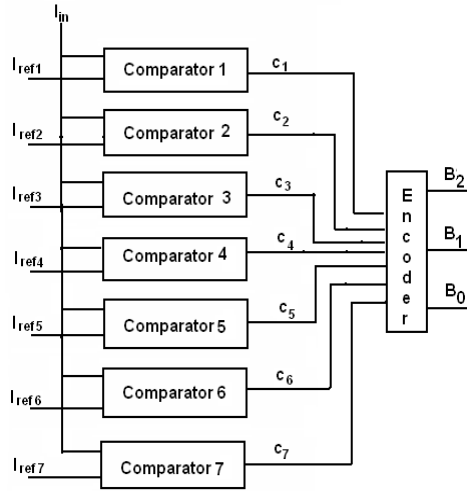 Iin
Iref1 Comparator 1 c1
Iref2 Comparator 2 c2
Iref3 Comparator 3 c3
Iref4 Comparator 4 c4
Iref5 Comparator 5 c5
Iref6 Comparator 6 c6
Iref7 Comparator 7 c7
Encoder
B2
B1
B0